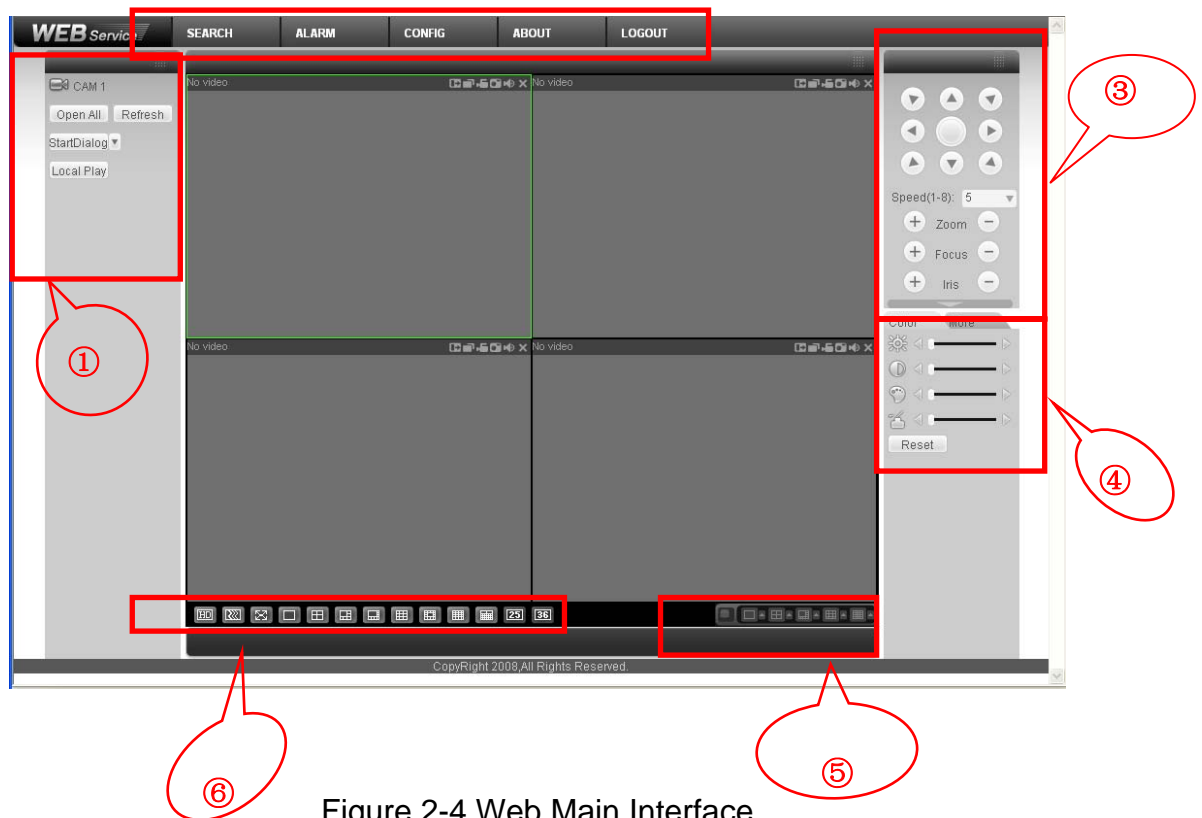 WEB Service
SEARCH ALARM CONFIG ABOUT LOGOUT
CAM 1
Open All Refresh
StartDialog
Local Play
①
No video
No video
No video
No video
HD
25
36
⑥
Speed(1-8): 5
Zoom
Focus
Iris
③
Color More
Reset
④
⑤
CopyRight 2008,All Rights Reserved.
Figure 2-4 Web Main Interface